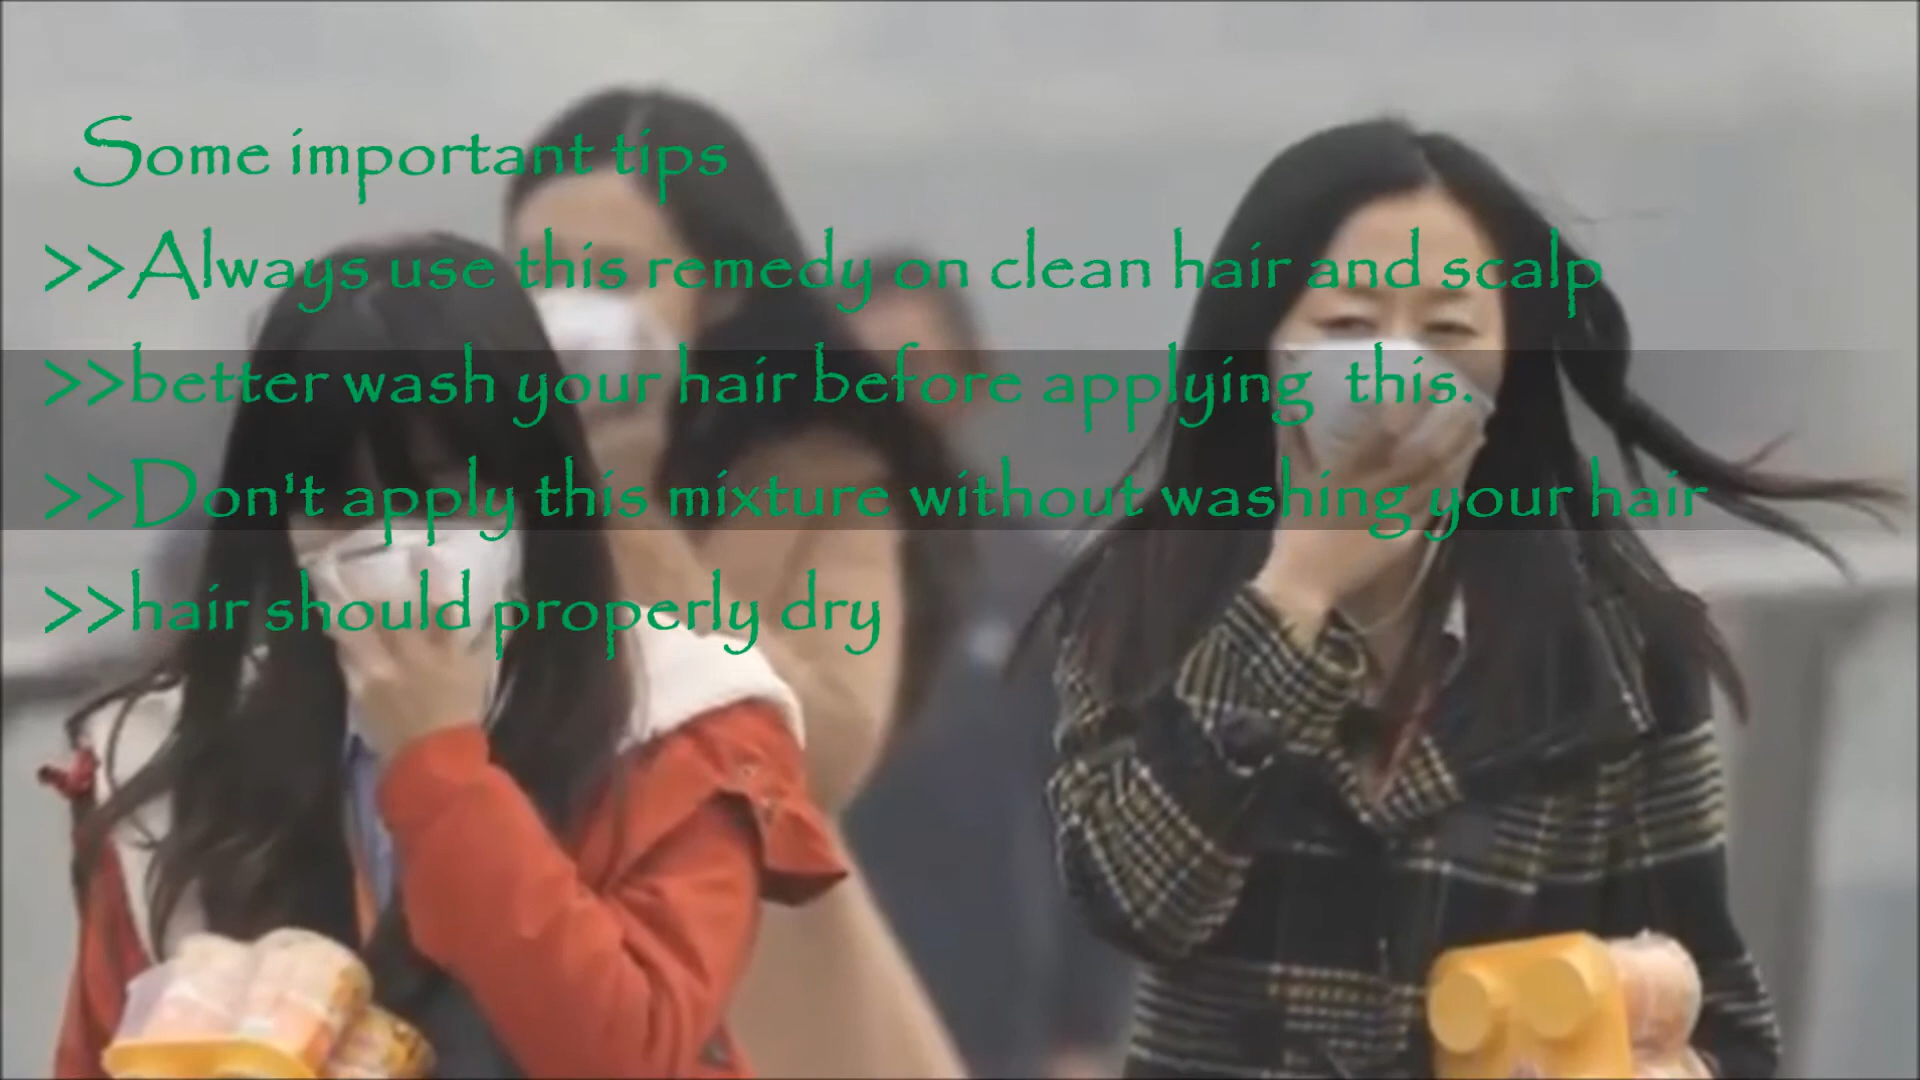 Some important tips
>>Always use this remedy on clean hair and scalp
>>better wash your hair before applying  this.
>>Don't apply this mixture without washing your hair
>>hair should properly dry